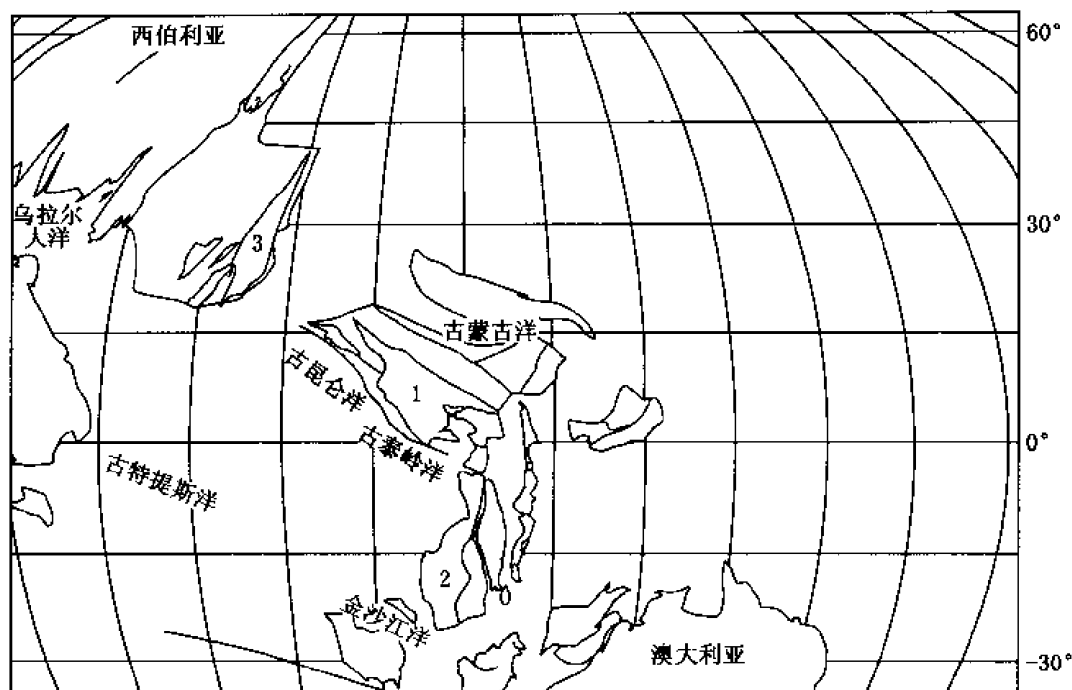 西伯利亚
60°
乌拉尔
人洋
3
30°
古蒙古洋
古昆仑洋
1
古秦岭洋
0°
古特提斯洋
2
金沙江洋
澳大利亚
-30°